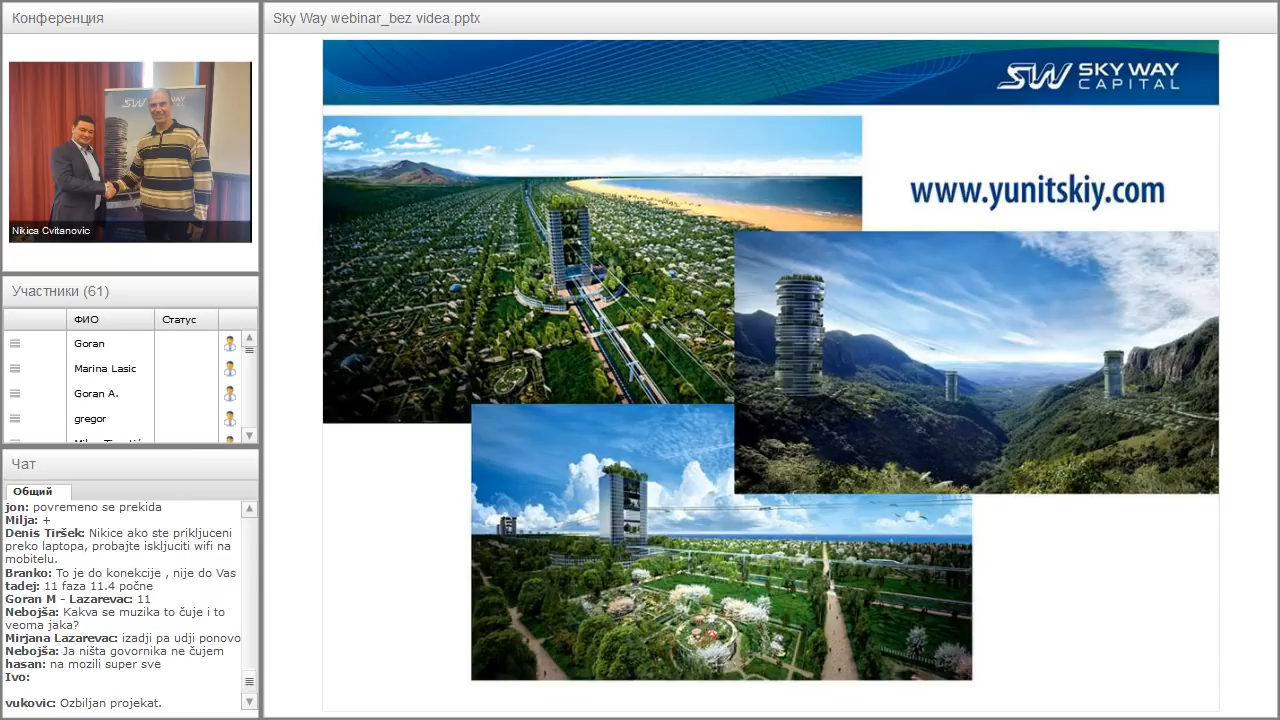 Конференция
Nikica Cvitanovic
Участники (61)
ФИО
Статус
Goran
Marina Lasic
Goran A.
gregor
Чат
Общий
jon: povremeno se prekida
Milja: +
Denis Tiršek: Nikice ako ste prikljuceni
preko laptopa, probajte iskljuciti wifi na
mobitelu.
Branko: To je do konekcije , nije do Vas
tadej: 11 faza 11.4 počne
Goran M - Lazarevac: 11
Nebojša: Kakva se muzika to čuje i to
veoma jaka?
Mirjana Lazarevac: izadji pa udji ponovo
Nebojša: Ja ništa govornika ne čujem
hasan: na mozili super sve
Ivo:
vukovic: Ozbiljan projekat.
Sky Way webinar_bez videa.pptx
SW SKY WAY
CAPITAL
www.yunitskiy.com